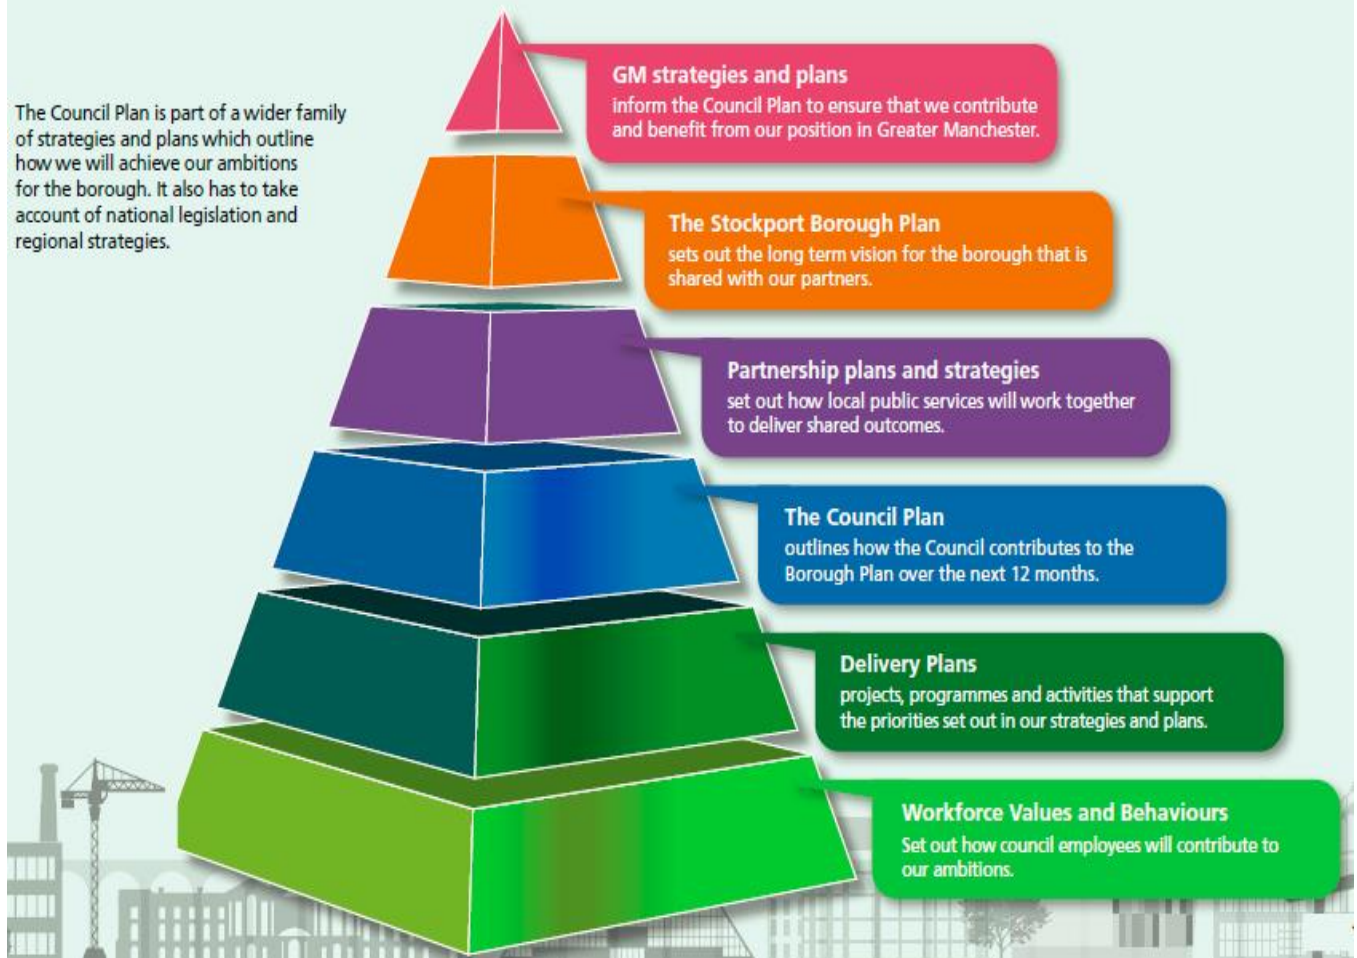 The Council Plan is part of a wider family
of strategies and plans which outline
how we will achieve our ambitions
for the borough. It also has to take
account of national legislation and
regional strategies.
GM strategies and plans
inform the Council Plan to ensure that we contribute
and benefit from our position in Greater Manchester.
The Stockport Borough Plan
sets out the long term vision for the borough that is
shared with our partners.
Partnership plans and strategies
set out how local public services will work together
to deliver shared outcomes.
The Council Plan
outlines how the Council contributes to the
Borough Plan over the next 12 months.
Delivery Plans
projects, programmes and activities that support
the priorities set out in our strategies and plans.
Workforce Values and Behaviours
Set out how council employees will contribute to
our ambitions.